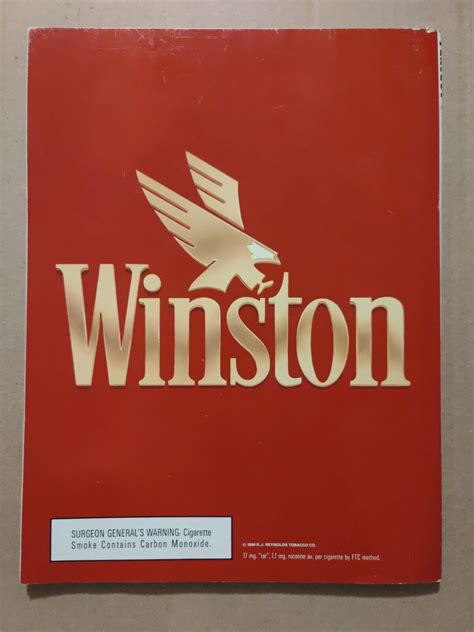 Winston
SURGEON GENERAL'S WARNING: Cigarette
Smoke Contains Carbon Monoxide.
R.J. REYNOLDS TOBACCO CO.
17 mg. "tar", 1.1 mg. nicotine av. per cigarette by FTC method.